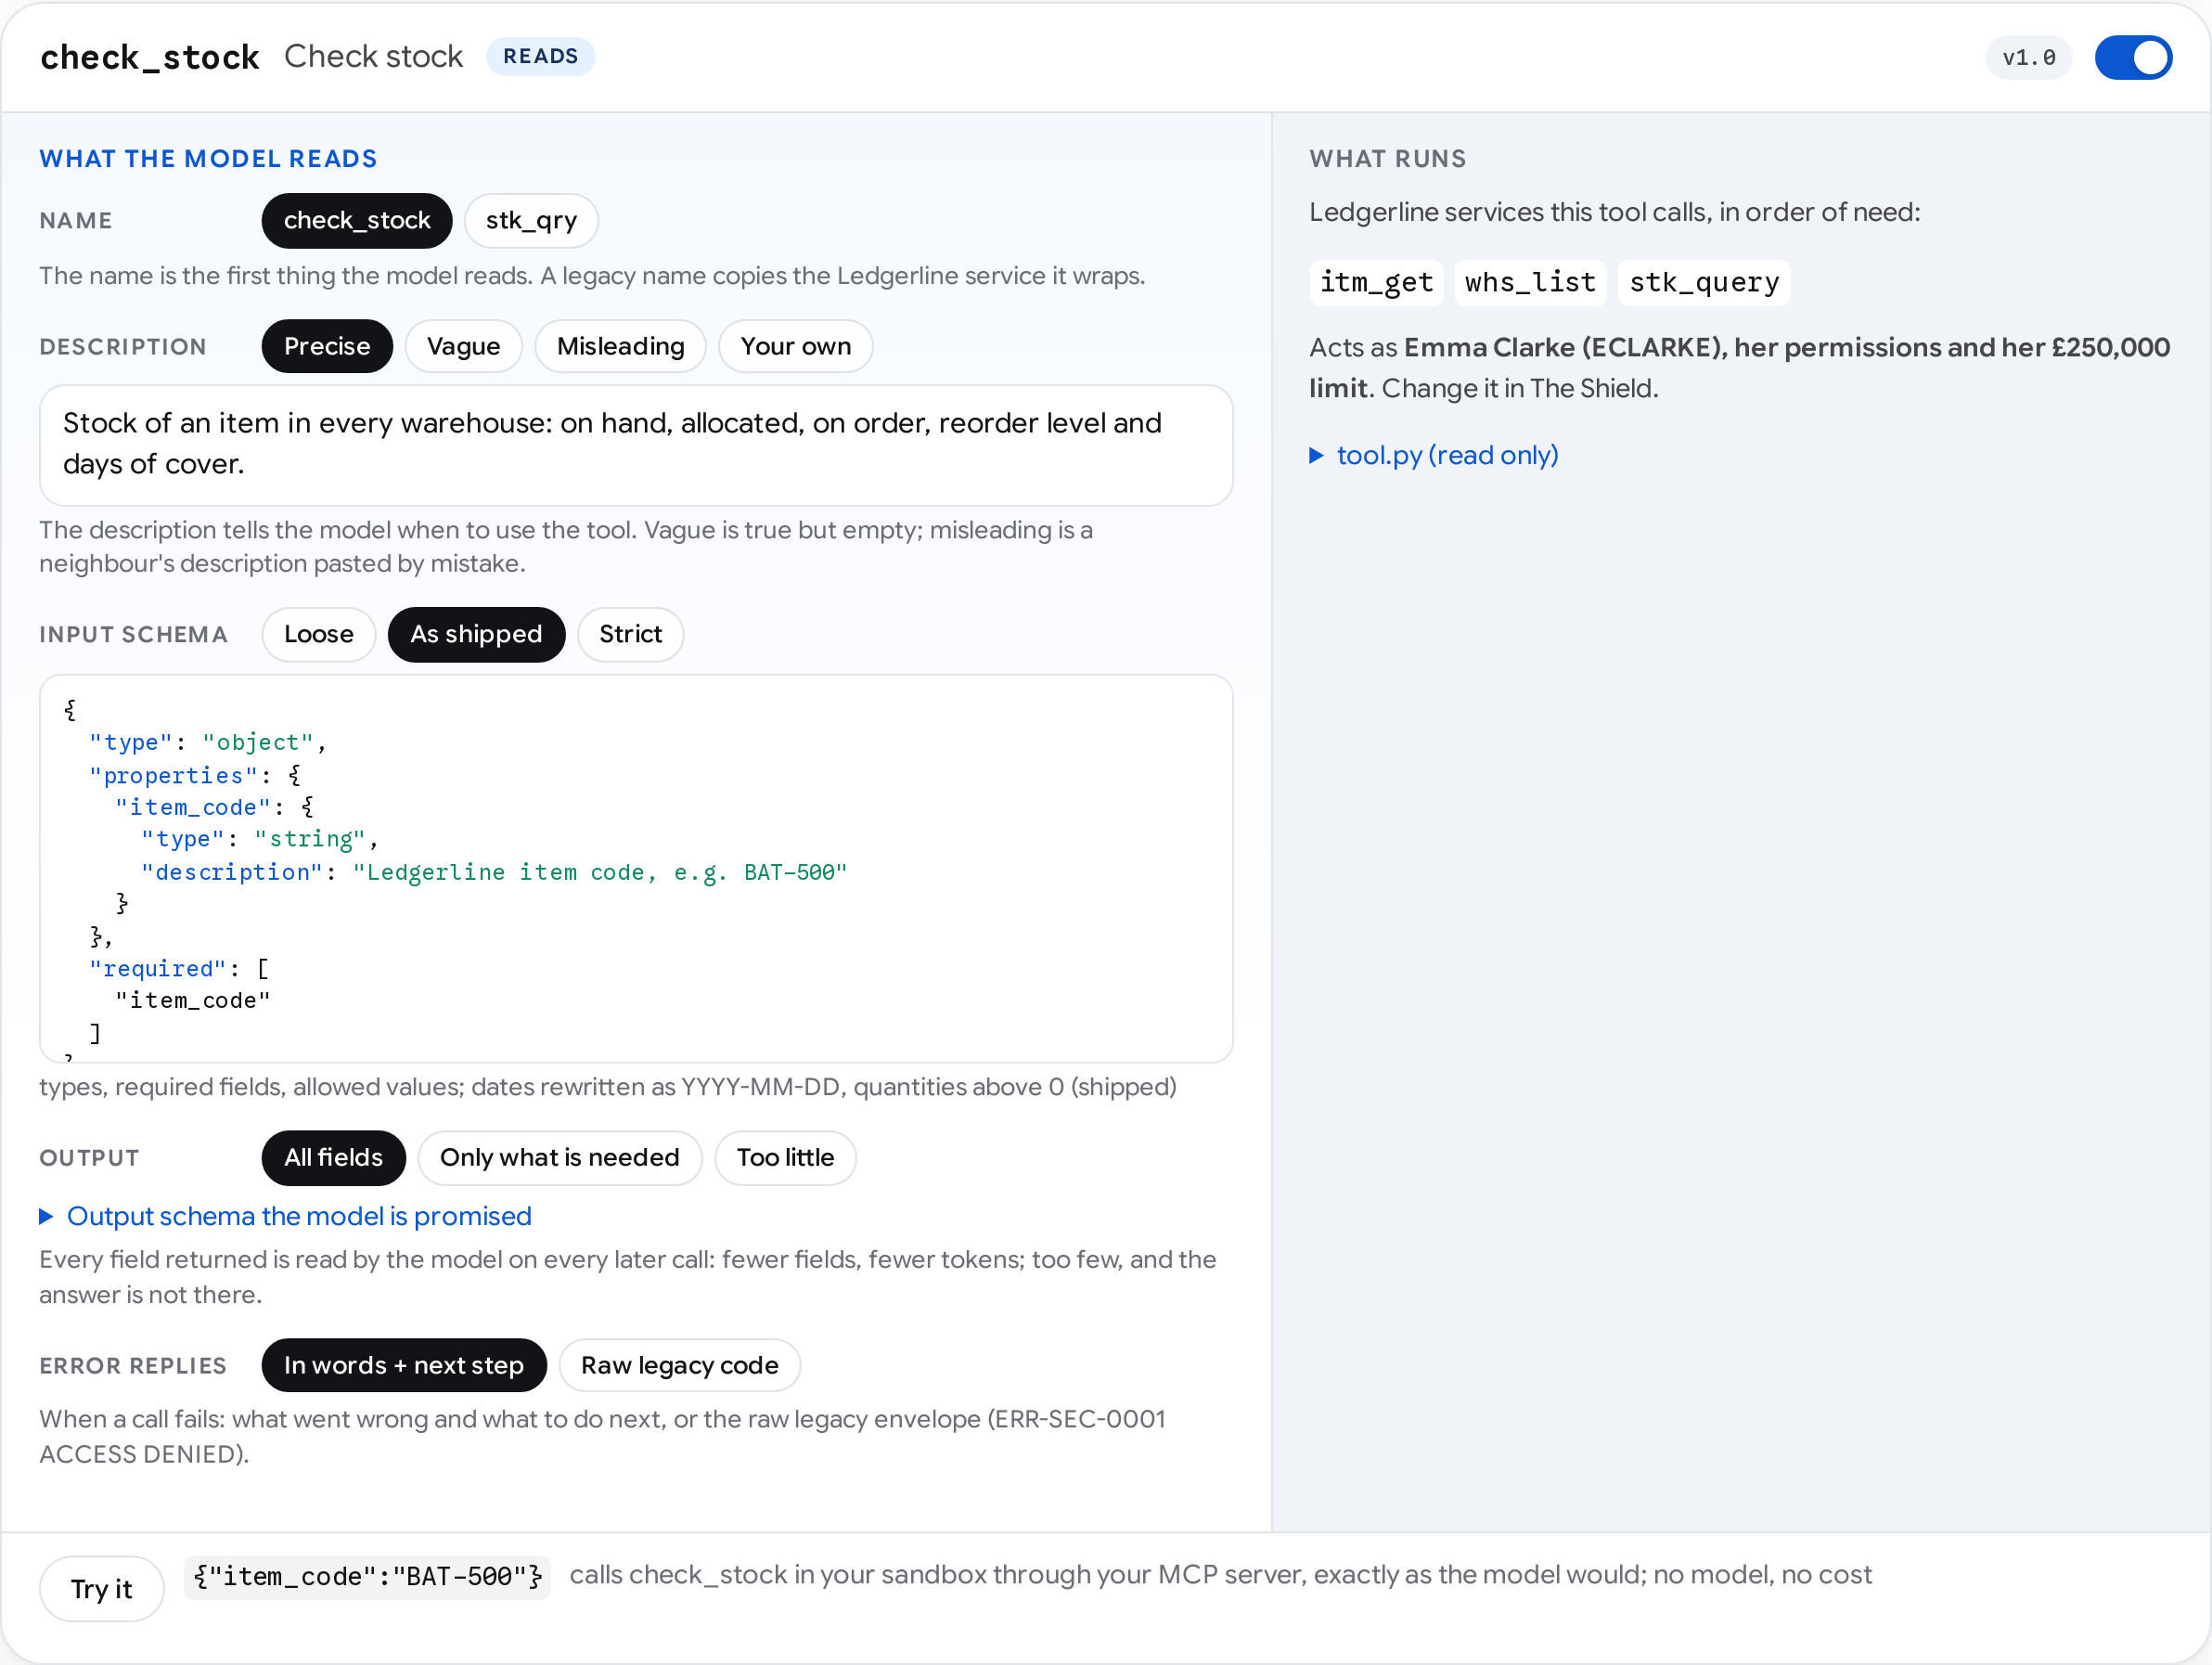 check_stock Check stock READS v1.0
WHAT THE MODEL READS
NAME check_stock stk_qry
The name is the first thing the model reads. A legacy name copies the Ledgerline service it wraps.
DESCRIPTION Precise Vague Misleading Your own
Stock of an item in every warehouse: on hand, allocated, on order, reorder level and
days of cover.
The description tells the model when to use the tool. Vague is true but empty; misleading is a
neighbour's description pasted by mistake.
INPUT SCHEMA Loose As shipped Strict
{
  "type": "object",
  "properties": {
    "item_code": {
      "type": "string",
      "description": "Ledgerline item code, e.g. BAT-500"
    }
  },
  "required": [
    "item_code"
  ]
}
types, required fields, allowed values; dates rewritten as YYYY-MM-DD, quantities above 0 (shipped)
OUTPUT All fields Only what is needed Too little
▶ Output schema the model is promised
Every field returned is read by the model on every later call: fewer fields, fewer tokens; too few, and the
answer is not there.
ERROR REPLIES In words + next step Raw legacy code
When a call fails: what went wrong and what to do next, or the raw legacy envelope (ERR-SEC-0001
ACCESS DENIED).
WHAT RUNS
Ledgerline services this tool calls, in order of need:
itm_get whs_list stk_query
Acts as Emma Clarke (ECLARKE), her permissions and her £250,000
limit. Change it in The Shield.
▶ tool.py (read only)
Try it {"item_code":"BAT-500"} calls check_stock in your sandbox through your MCP server, exactly as the model would; no model, no cost